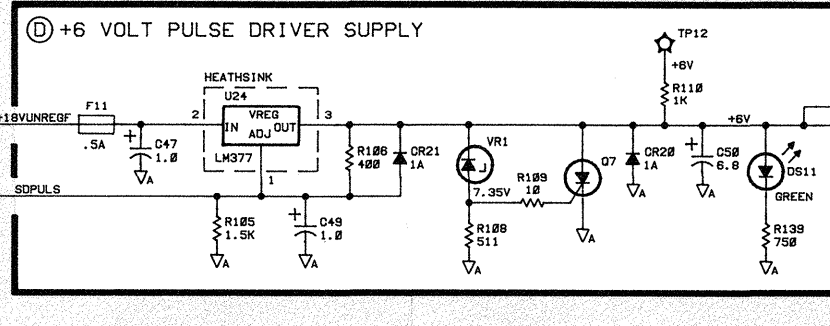 D +6 VOLT PULSE DRIVER SUPPLY
TP12
+6V
HEATHSINK
U24
R110
1K
F11
+18VUNREGF
2
VREG
IN
OUT
ADJ
3
+6V
.5A
+
C47
1.0
LM377
R106
400
CR21
1A
VR1
Q7
CR20
1A
+
C50
6.8
DS11
A
1
7.35V
R109
10
A
A
GREEN
SDPULS
R105
1.5K
+
C49
1.0
R108
511
A
R139
750
A
A
A
A